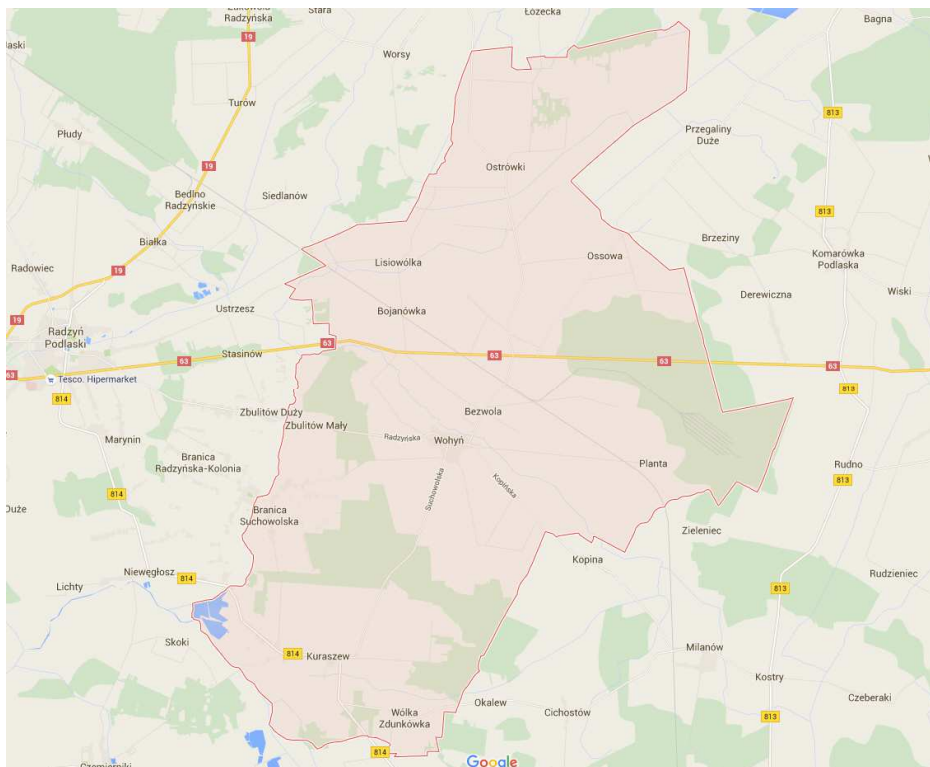 Żakowola
Radzyńska
Stara
Łózecka
Bagna
19
Worsy
Turów
813
Płudy
Przegaliny
Duże
Ostrówki
19
Bedlno
Radzyńskie
Siedlanów
813
Białka
Brzeziny
Komarówka
Podlaska
Ossowa
Lisiowólka
Radowiec
19
Derewiczna
Wiski
Ustrzesz
Bojanówka
19
Radzyń
Podlaski
63
Stasinów
63
63
63
63
63
Tesco. Hipermarket
813
814
Zbulitów Duży
Bezwola
Zbulitów Mały
Radzyńska
Wohyń
Marynin
Branica
Radzyńska-Kolonia
Planta
Rudno
Suchowolska
Kopińska
813
814
Duże
Branica
Suchowolska
Zieleniec
Kopina
Niewęgłosz
814
Rudzieniec
Lichty
813
Skoki
Milanów
814
Kuraszew
Kostry
Czeberaki
Okalew
Wólka
Zdunkówka
Cichostów
813
814
Google
Czemierniki